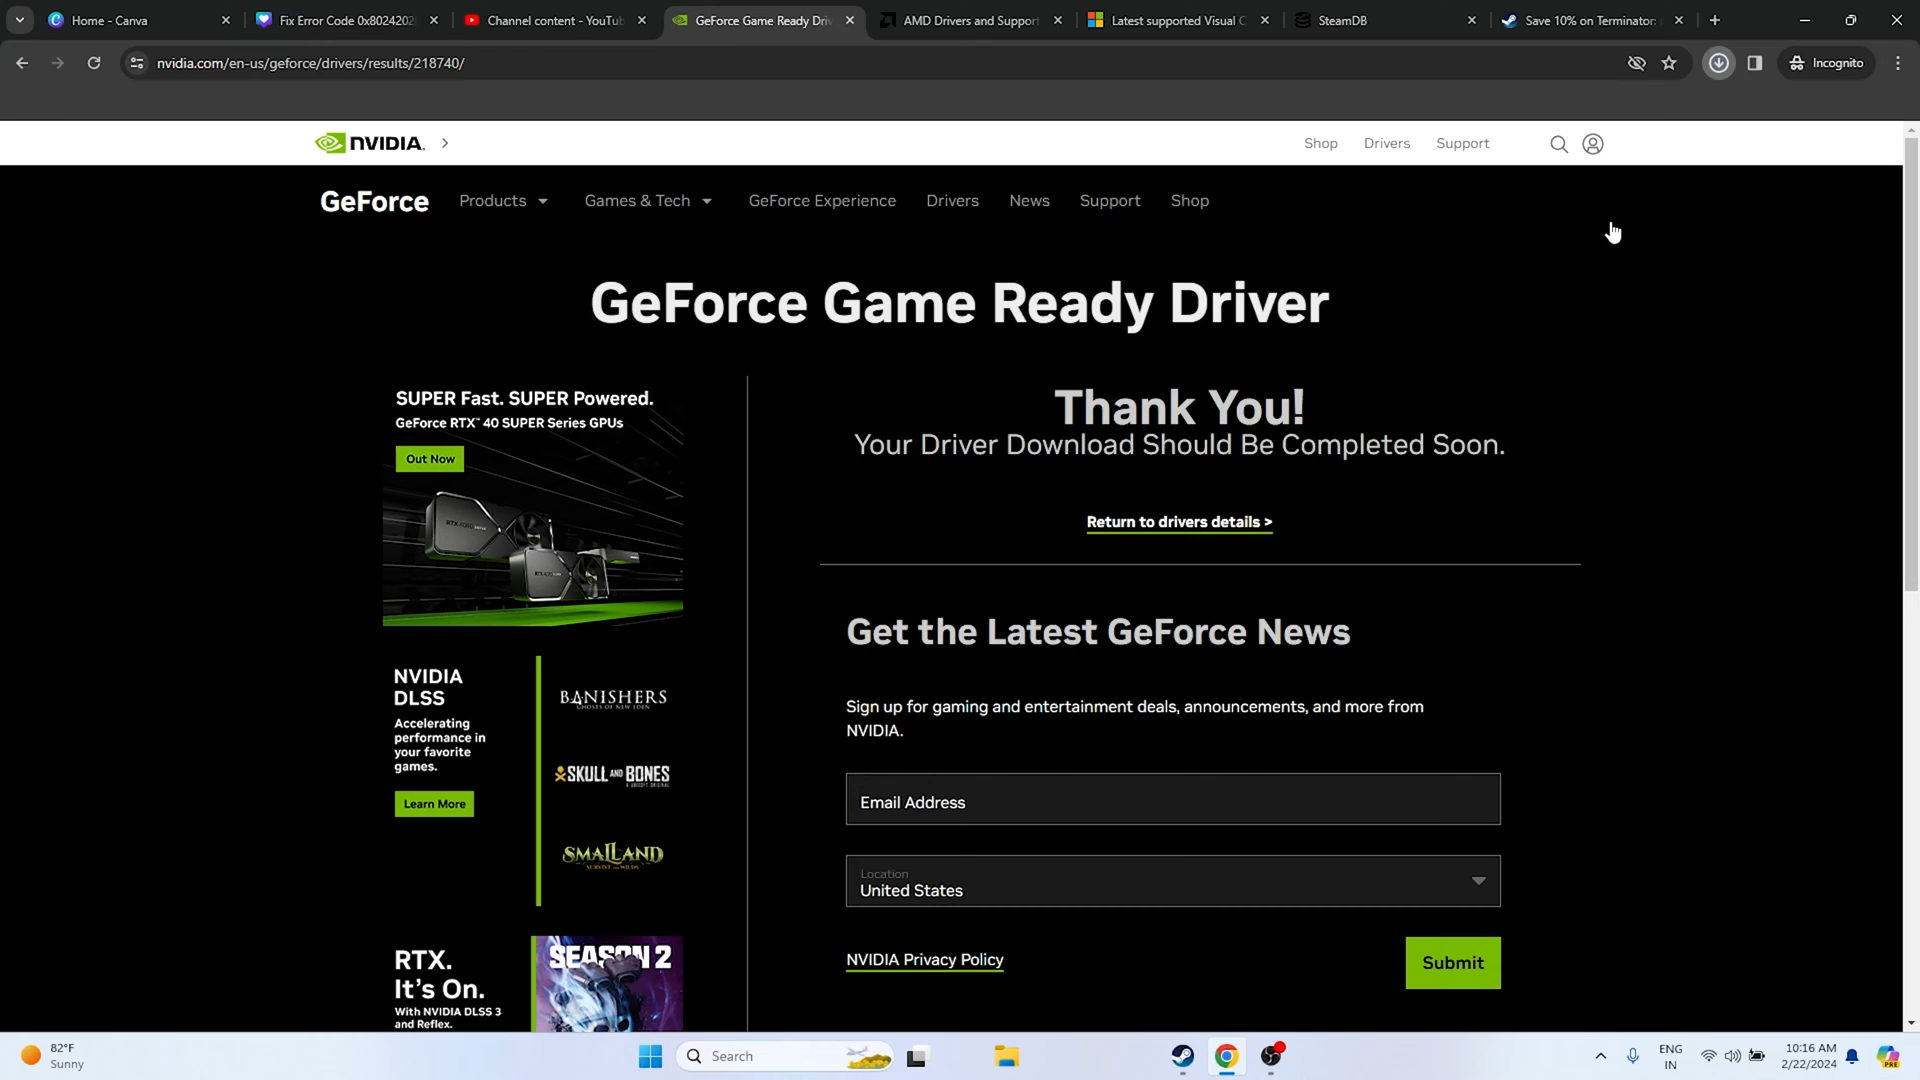 Home - Canva
Fix Error Code 0x8024202
Channel content - YouTub
GeForce Game Ready Driv
AMD Drivers and Support
Latest supported Visual C
SteamDB
Save 10% on Terminator:
nvidia.com/en-us/geforce/drivers/results/218740/
Incognito
NVIDIA.
Shop
Drivers
Support
GeForce
Products
Games & Tech
GeForce Experience
Drivers
News
Support
Shop
GeForce Game Ready Driver
SUPER Fast. SUPER Powered.
GeForce RTX™ 40 SUPER Series GPUs
Out Now
Thank You!
Your Driver Download Should Be Completed Soon.
Return to drivers details >
Get the Latest GeForce News
Sign up for gaming and entertainment deals, announcements, and more from
NVIDIA.
Email Address
Location
United States
NVIDIA Privacy Policy
Submit
NVIDIA
DLSS
Accelerating
performance in
your favorite
games.
Learn More
BANISHERS
GHOSTS OF NEW EDEN
SKULL AND BONES
SMALLAND
SURVIVE THE WILDS
RTX.
It's On.
With NVIDIA DLSS 3
and Reflex.
SEASON 2
82°F
Sunny
Search
ENG
IN
10:16 AM
2/22/2024
PRE